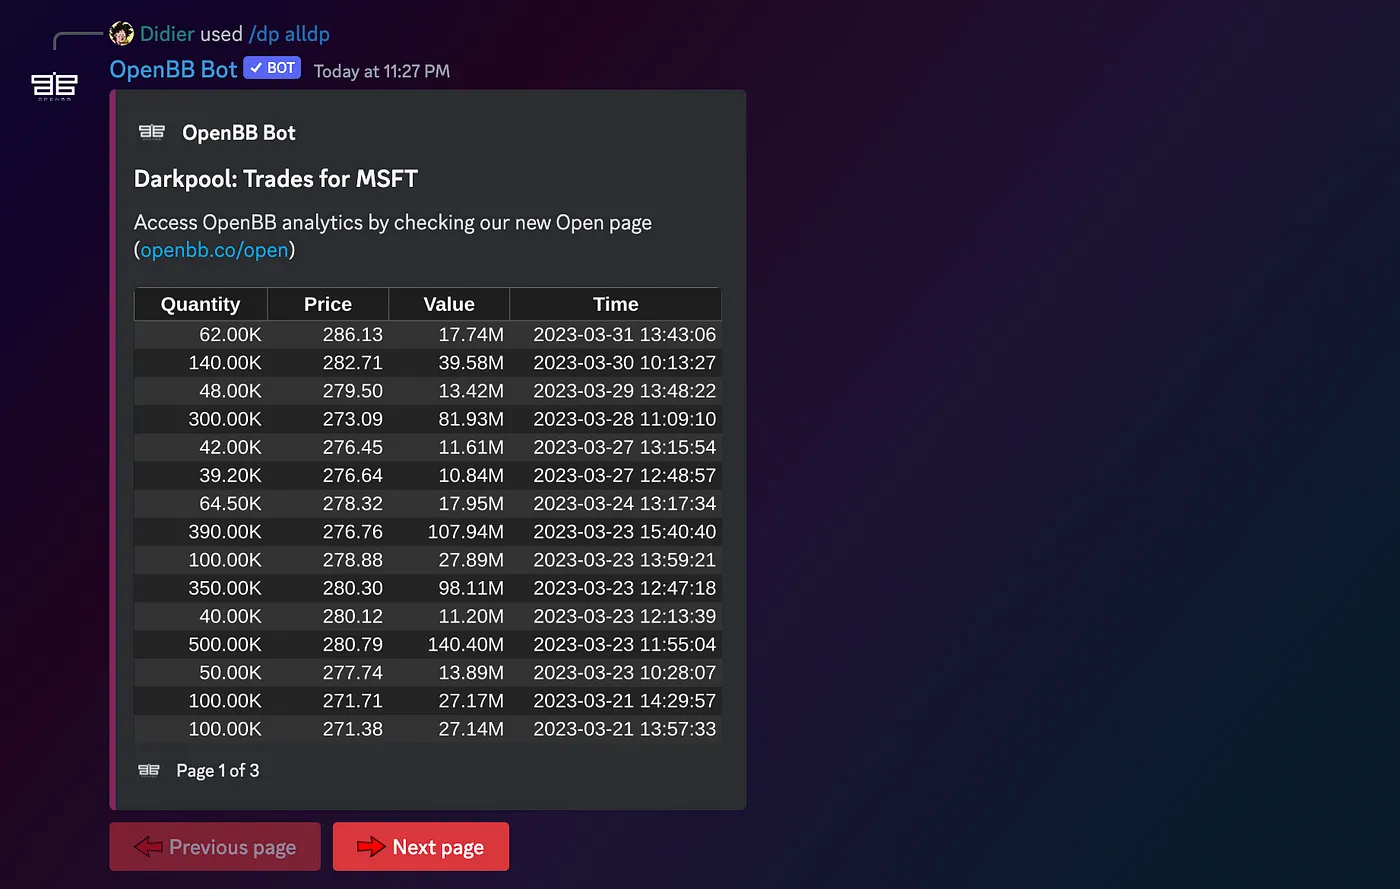 Didier used /dp alldp
OpenBB Bot ✓ BOT Today at 11:27 PM
OPENBB
OpenBB Bot
Darkpool: Trades for MSFT
Access OpenBB analytics by checking our new Open page
(openbb.co/open)
Quantity Price Value Time
62.00K 286.13 17.74M 2023-03-31 13:43:06
140.00K 282.71 39.58M 2023-03-30 10:13:27
48.00K 279.50 13.42M 2023-03-29 13:48:22
300.00K 273.09 81.93M 2023-03-28 11:09:10
42.00K 276.45 11.61M 2023-03-27 13:15:54
39.20K 276.64 10.84M 2023-03-27 12:48:57
64.50K 278.32 17.95M 2023-03-24 13:17:34
390.00K 276.76 107.94M 2023-03-23 15:40:40
100.00K 278.88 27.89M 2023-03-23 13:59:21
350.00K 280.30 98.11M 2023-03-23 12:47:18
40.00K 280.12 11.20M 2023-03-23 12:13:39
500.00K 280.79 140.40M 2023-03-23 11:55:04
50.00K 277.74 13.89M 2023-03-23 10:28:07
100.00K 271.71 27.17M 2023-03-21 14:29:57
100.00K 271.38 27.14M 2023-03-21 13:57:33
Page 1 of 3
Previous page Next page